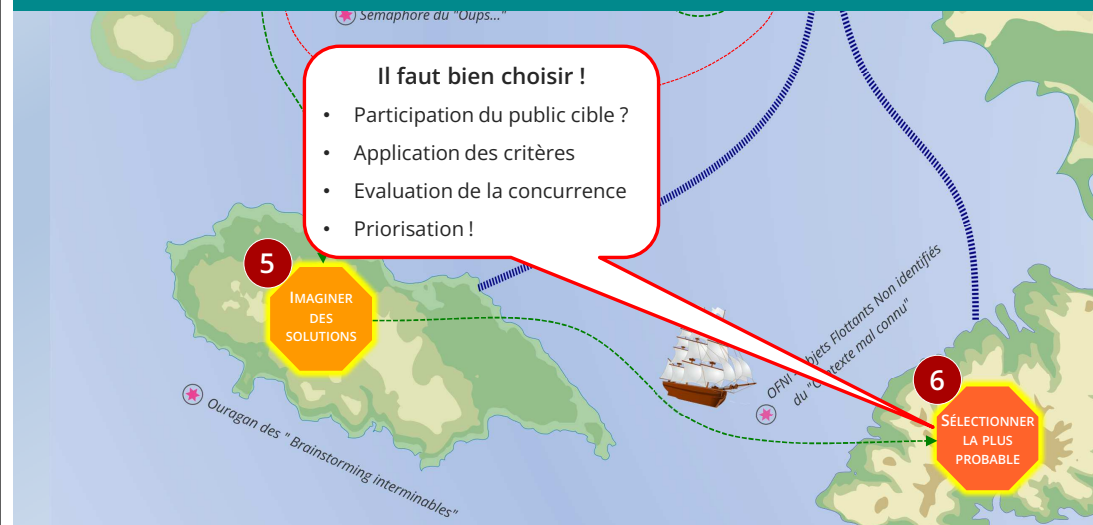 Sémaphore du "Oups..."
Il faut bien choisir !
• Participation du public cible ?
• Application des critères
• Evaluation de la concurrence
• Priorisation !
5
IMAGINER
DES
SOLUTIONS
OFNI - Objets Flottants Non identifiés
du "Contexte mal connu"
6
SÉLECTIONNER
LA PLUS
PROBABLE
Ouragan des " Brainstorming interminables"